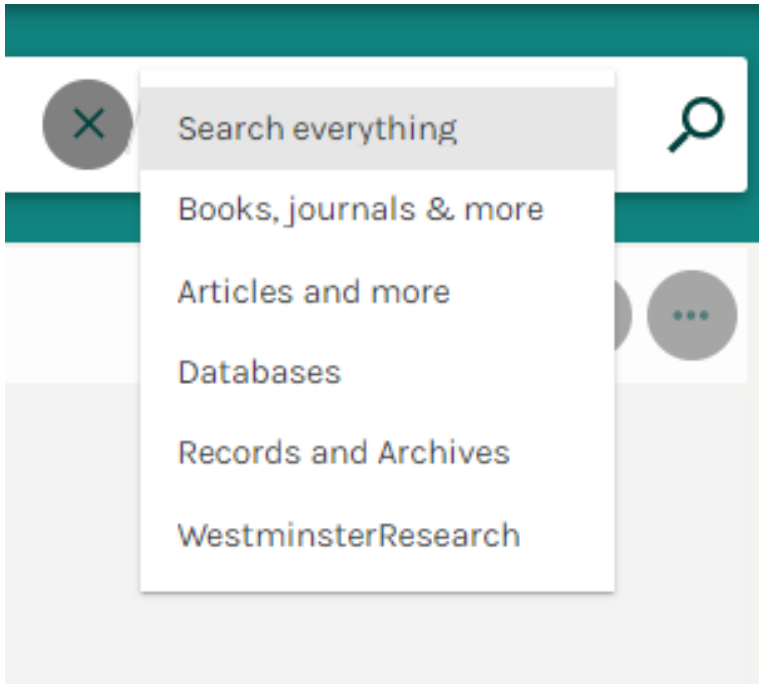 Search everything
Books, journals & more
Articles and more
Databases
Records and Archives
WestminsterResearch